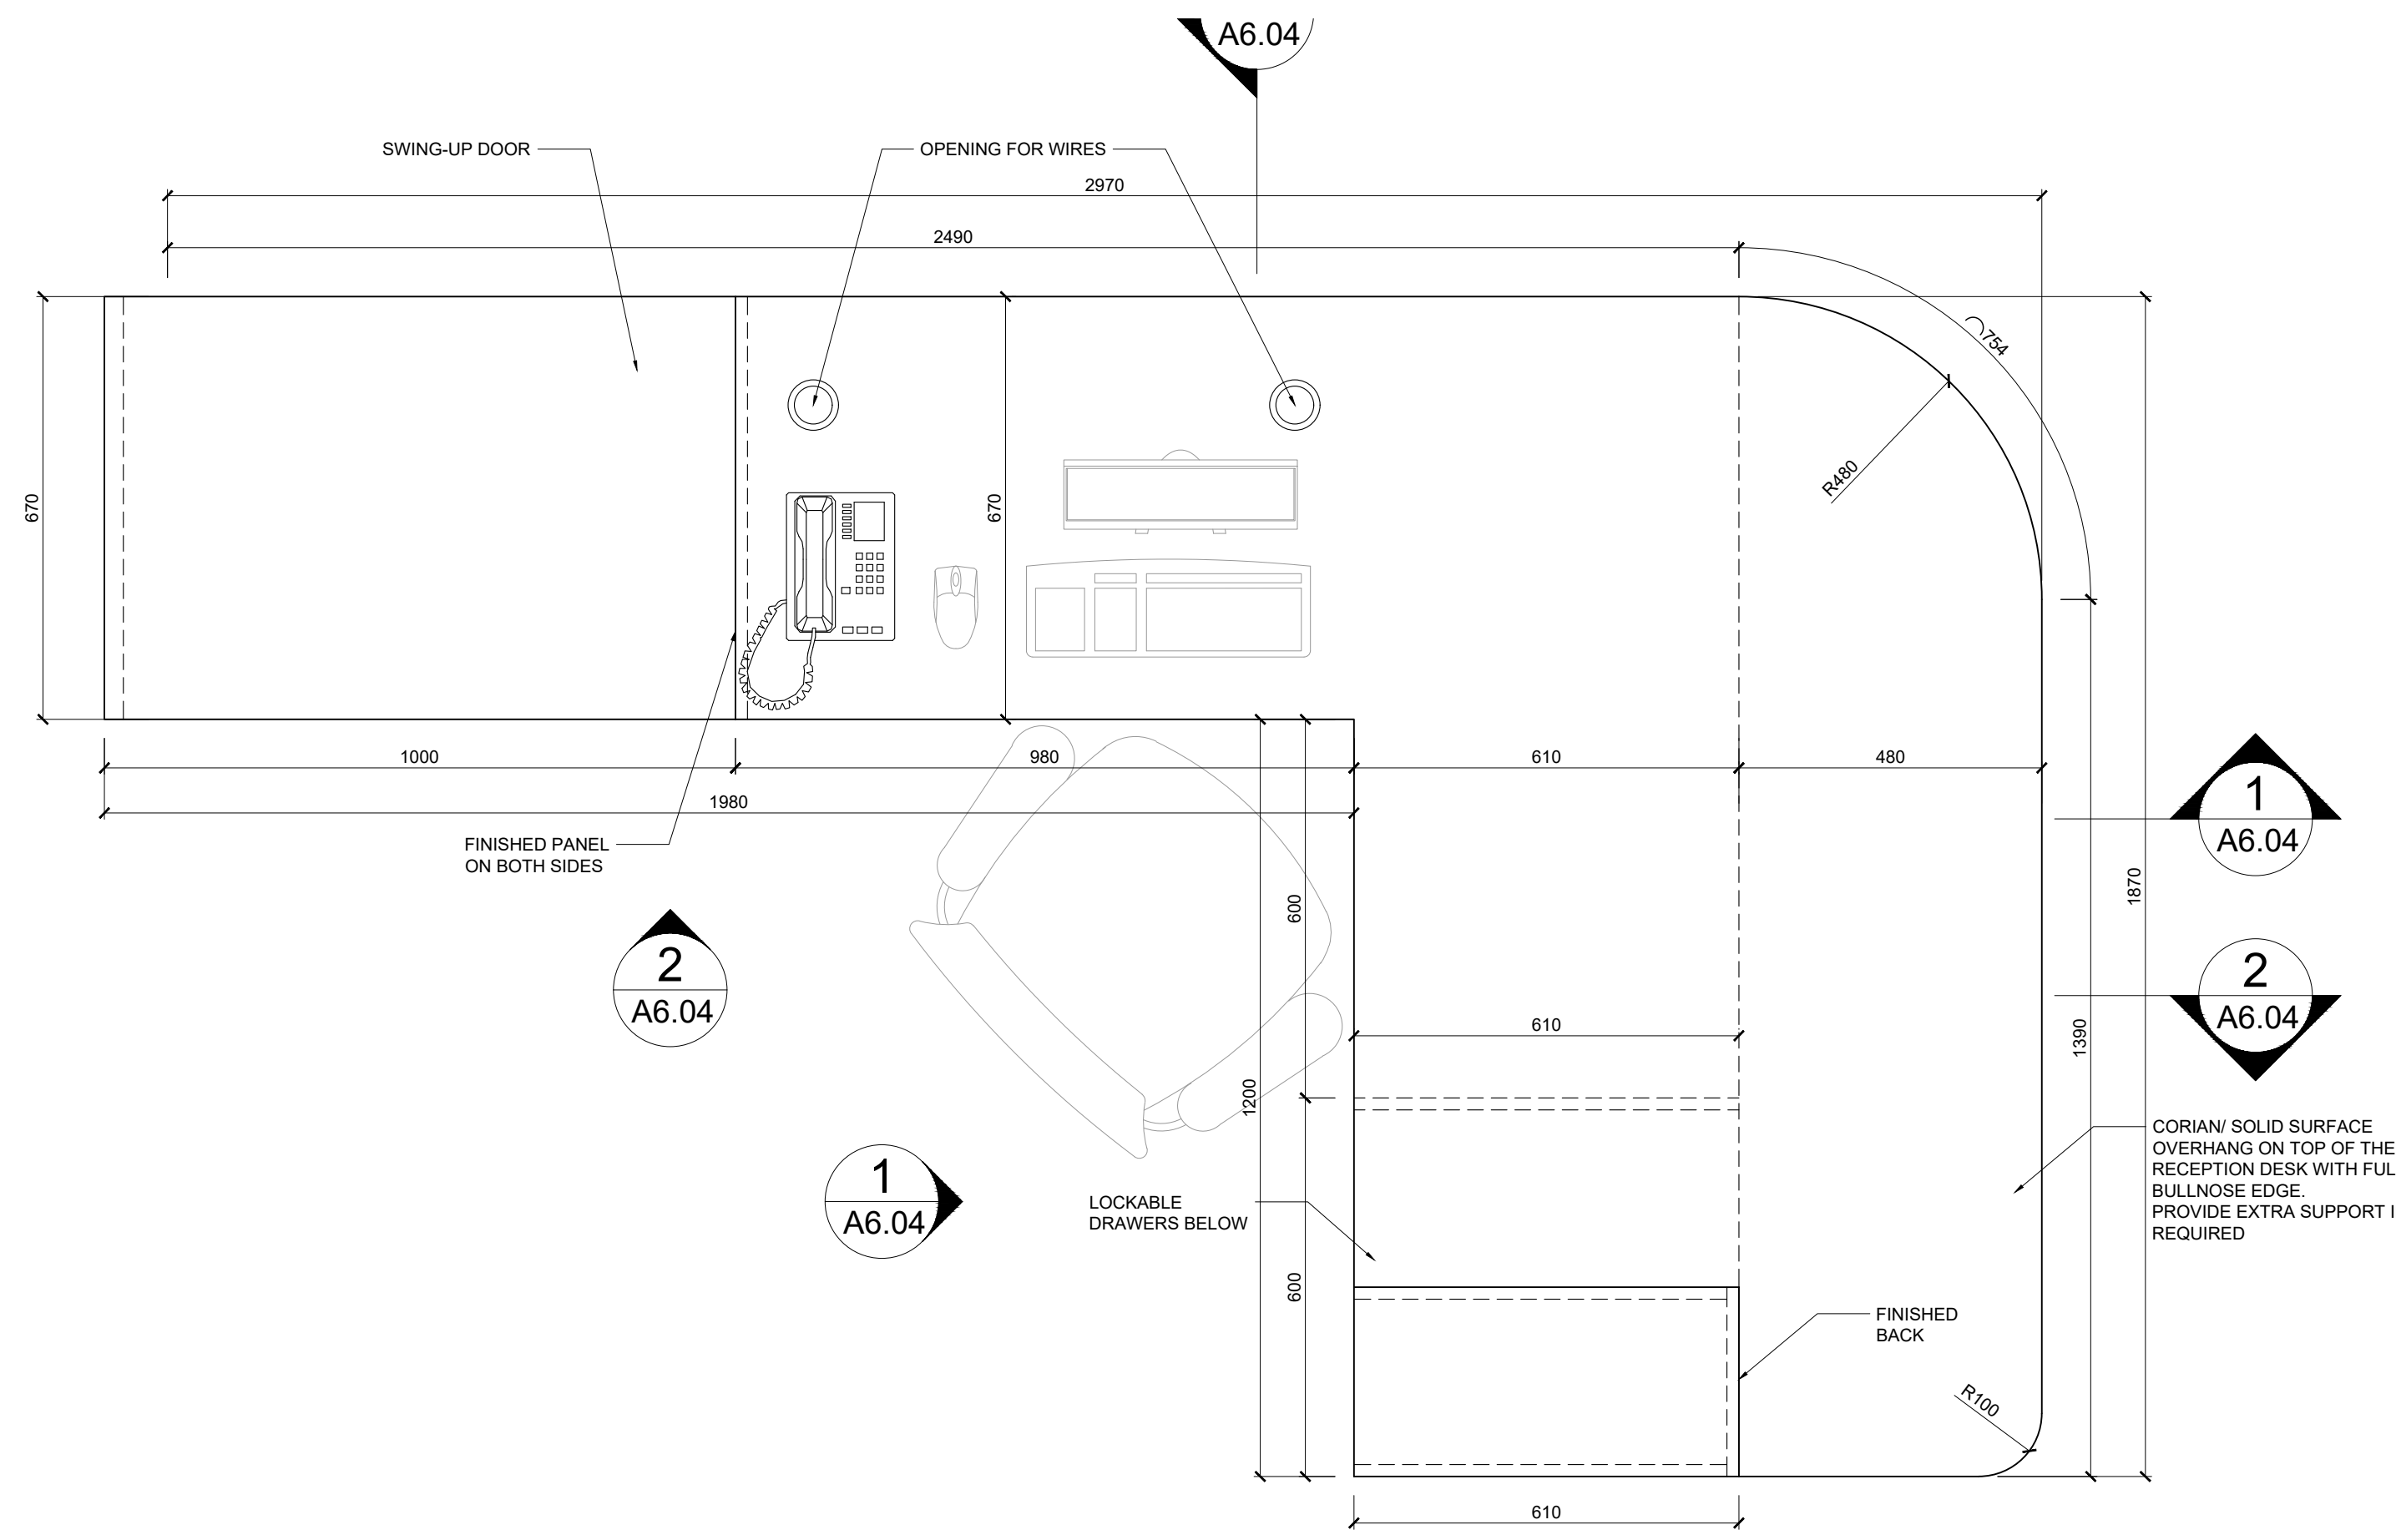 A6.04
SWING-UP DOOR
OPENING FOR WIRES
2970
2490
754
R480
670
670
1000
980
610
480
1980
FINISHED PANEL
ON BOTH SIDES
1
A6.04
600
1870
2
A6.04
2
A6.04
610
1390
1200
CORIAN/ SOLID SURFACE
OVERHANG ON TOP OF THE
RECEPTION DESK WITH FUL
BULLNOSE EDGE.
PROVIDE EXTRA SUPPORT I
REQUIRED
1
A6.04
LOCKABLE
DRAWERS BELOW
600
FINISHED
BACK
R100
610